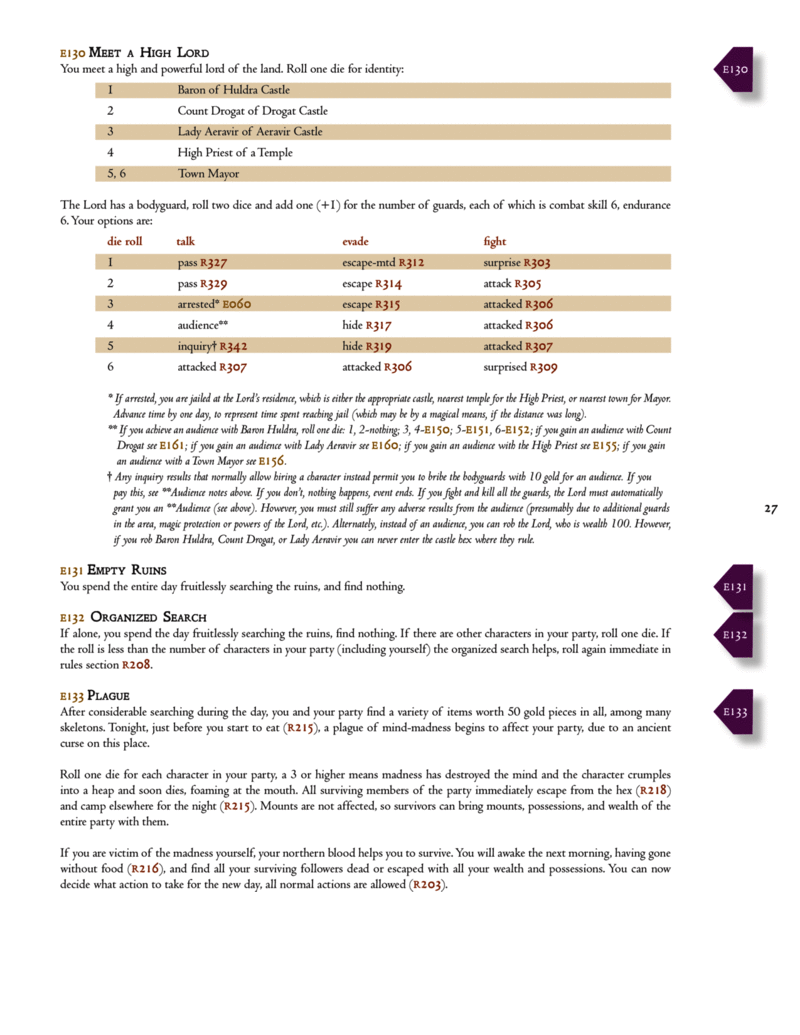 E130 MEET A HIGH LORD
E130
You meet a high and powerful lord of the land. Roll one die for identity:
1 Baron of Huldra Castle
2 Count Drogat of Drogat Castle
3 Lady Aeravir of Aeravir Castle
4 High Priest of a Temple
5, 6 Town Mayor
The Lord has a bodyguard, roll two dice and add one (+1) for the number of guards, each of which is combat skill 6, endurance
6. Your options are:
die roll talk evade fight
1 pass R327 escape-mtd R312 surprise R303
2 pass R329 escape R314 attack R305
3 arrested* E060 escape R315 attacked R306
4 audience** hide R317 attacked R306
5 inquiry† R342 hide R319 attacked R307
6 attacked R307 attacked R306 surprised R309
* If arrested, you are jailed at the Lord's residence, which is either the appropriate castle, nearest temple for the High Priest, or nearest town for Mayor.
Advance time by one day, to represent time spent reaching jail (which may be by a magical means, if the distance was long).
** If you achieve an audience with Baron Huldra, roll one die: 1, 2-nothing; 3, 4-E150; 5-E151, 6-E152; if you gain an audience with Count
Drogat see E161; if you gain an audience with Lady Aeravir see E160; if you gain an audience with the High Priest see E155; if you gain
an audience with a Town Mayor see E156.
† Any inquiry results that normally allow hiring a character instead permit you to bribe the bodyguards with 10 gold for an audience. If you
pay this, see **Audience notes above. If you don't, nothing happens, event ends. If you fight and kill all the guards, the Lord must automatically
grant you an **Audience (see above). However, you must still suffer any adverse results from the audience (presumably due to additional guards
in the area, magic protection or powers of the Lord, etc.). Alternately, instead of an audience, you can rob the Lord, who is wealth 100. However,
if you rob Baron Huldra, Count Drogat, or Lady Aeravir you can never enter the castle hex where they rule.
27
E131 EMPTY RUINS
You spend the entire day fruitlessly searching the ruins, and find nothing.
E131
E132 ORGANIZED SEARCH
If alone, you spend the day fruitlessly searching the ruins, find nothing. If there are other characters in your party, roll one die. If
E132
the roll is less than the number of characters in your party (including yourself) the organized search helps, roll again immediate in
rules section R208.
E133 PLAGUE
After considerable searching during the day, you and your party find a variety of items worth 50 gold pieces in all, among many
E133
skeletons. Tonight, just before you start to eat (R215), a plague of mind-madness begins to affect your party, due to an ancient
curse on this place.
Roll one die for each character in your party, a 3 or higher means madness has destroyed the mind and the character crumples
into a heap and soon dies, foaming at the mouth. All surviving members of the party immediately escape from the hex (R218)
and camp elsewhere for the night (R215). Mounts are not affected, so survivors can bring mounts, possessions, and wealth of the
entire party with them.
If you are victim of the madness yourself, your northern blood helps you to survive. You will awake the next morning, having gone
without food (R216), and find all your surviving followers dead or escaped with all your wealth and possessions. You can now
decide what action to take for the new day, all normal actions are allowed (R203).